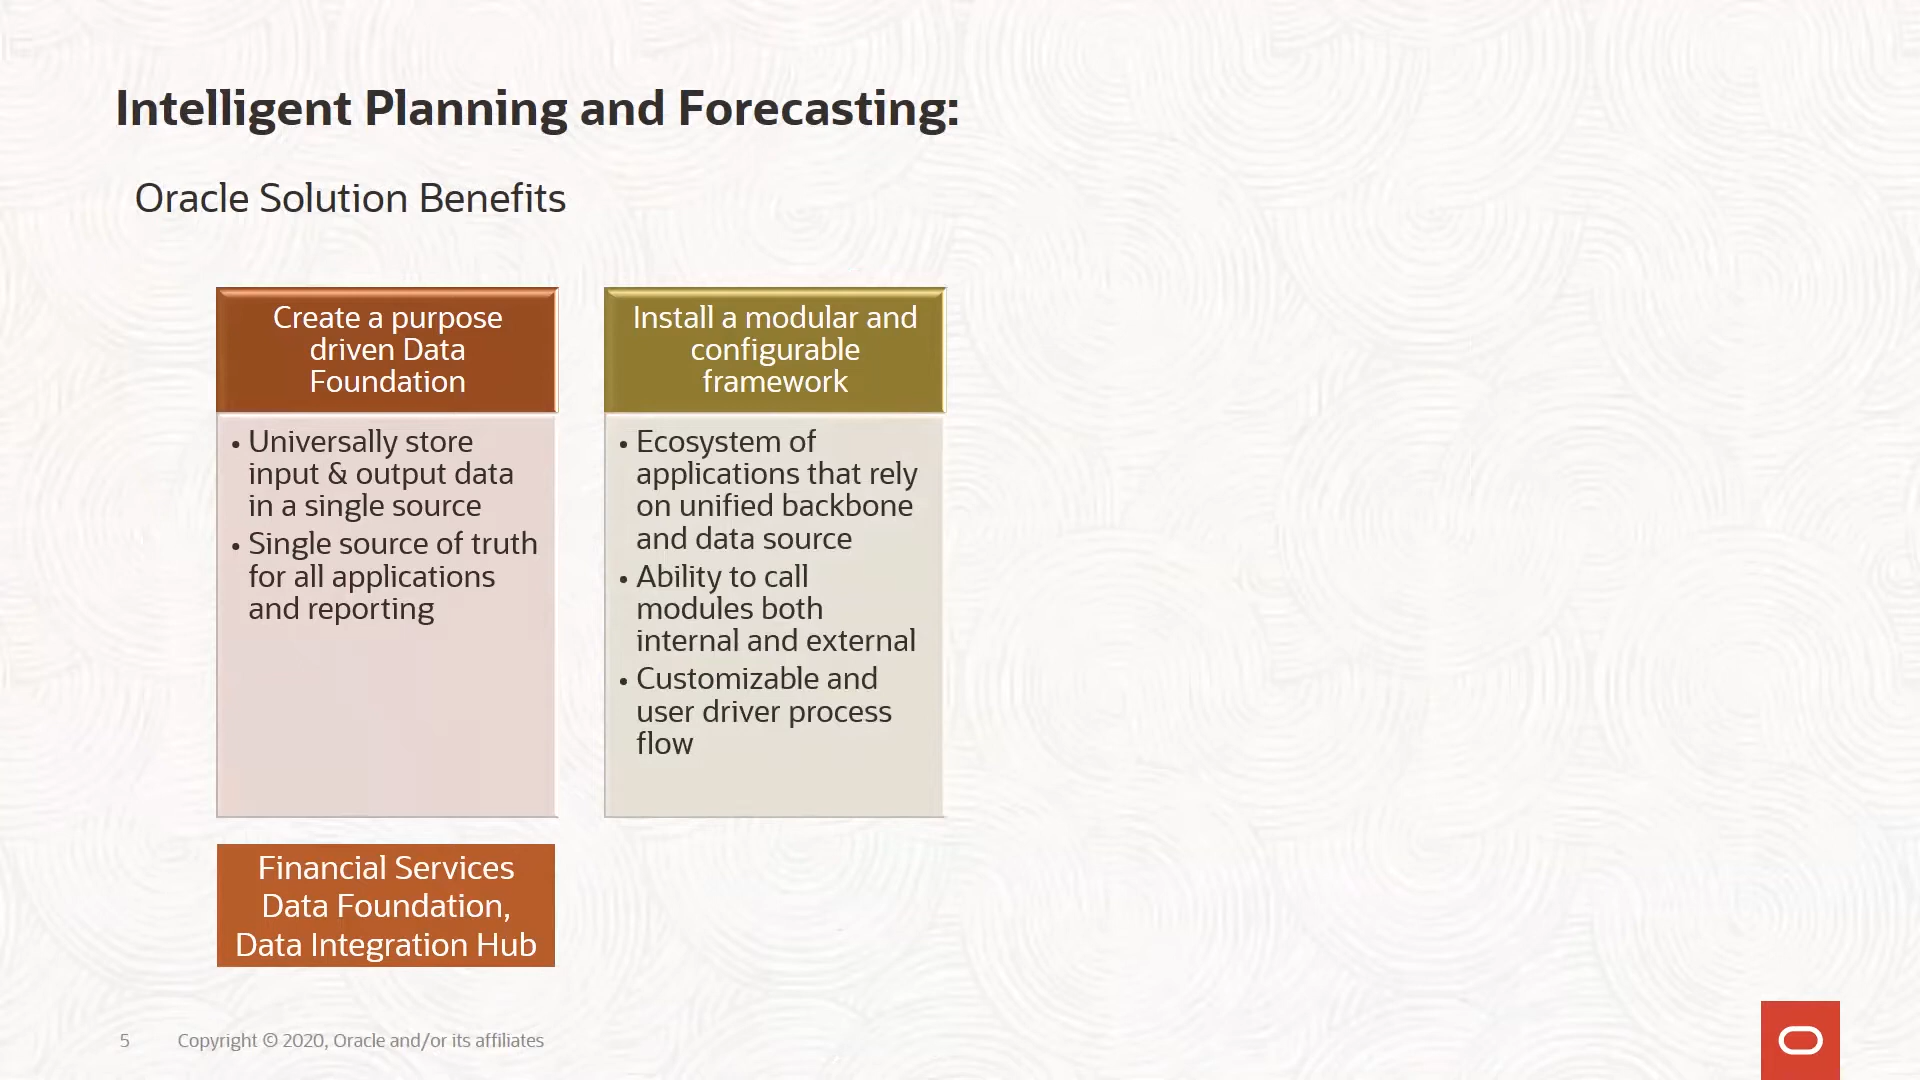 Intelligent Planning and Forecasting:
Oracle Solution Benefits
Create a purpose
driven Data
Foundation
• Universally store
input & output data
in a single source
• Single source of truth
for all applications
and reporting
Financial Services
Data Foundation,
Data Integration Hub
Install a modular and
configurable
framework
• Ecosystem of
applications that rely
on unified backbone
and data source
• Ability to call
modules both
internal and external
• Customizable and
user driver process
flow
5 Copyright © 2020, Oracle and/or its affiliates